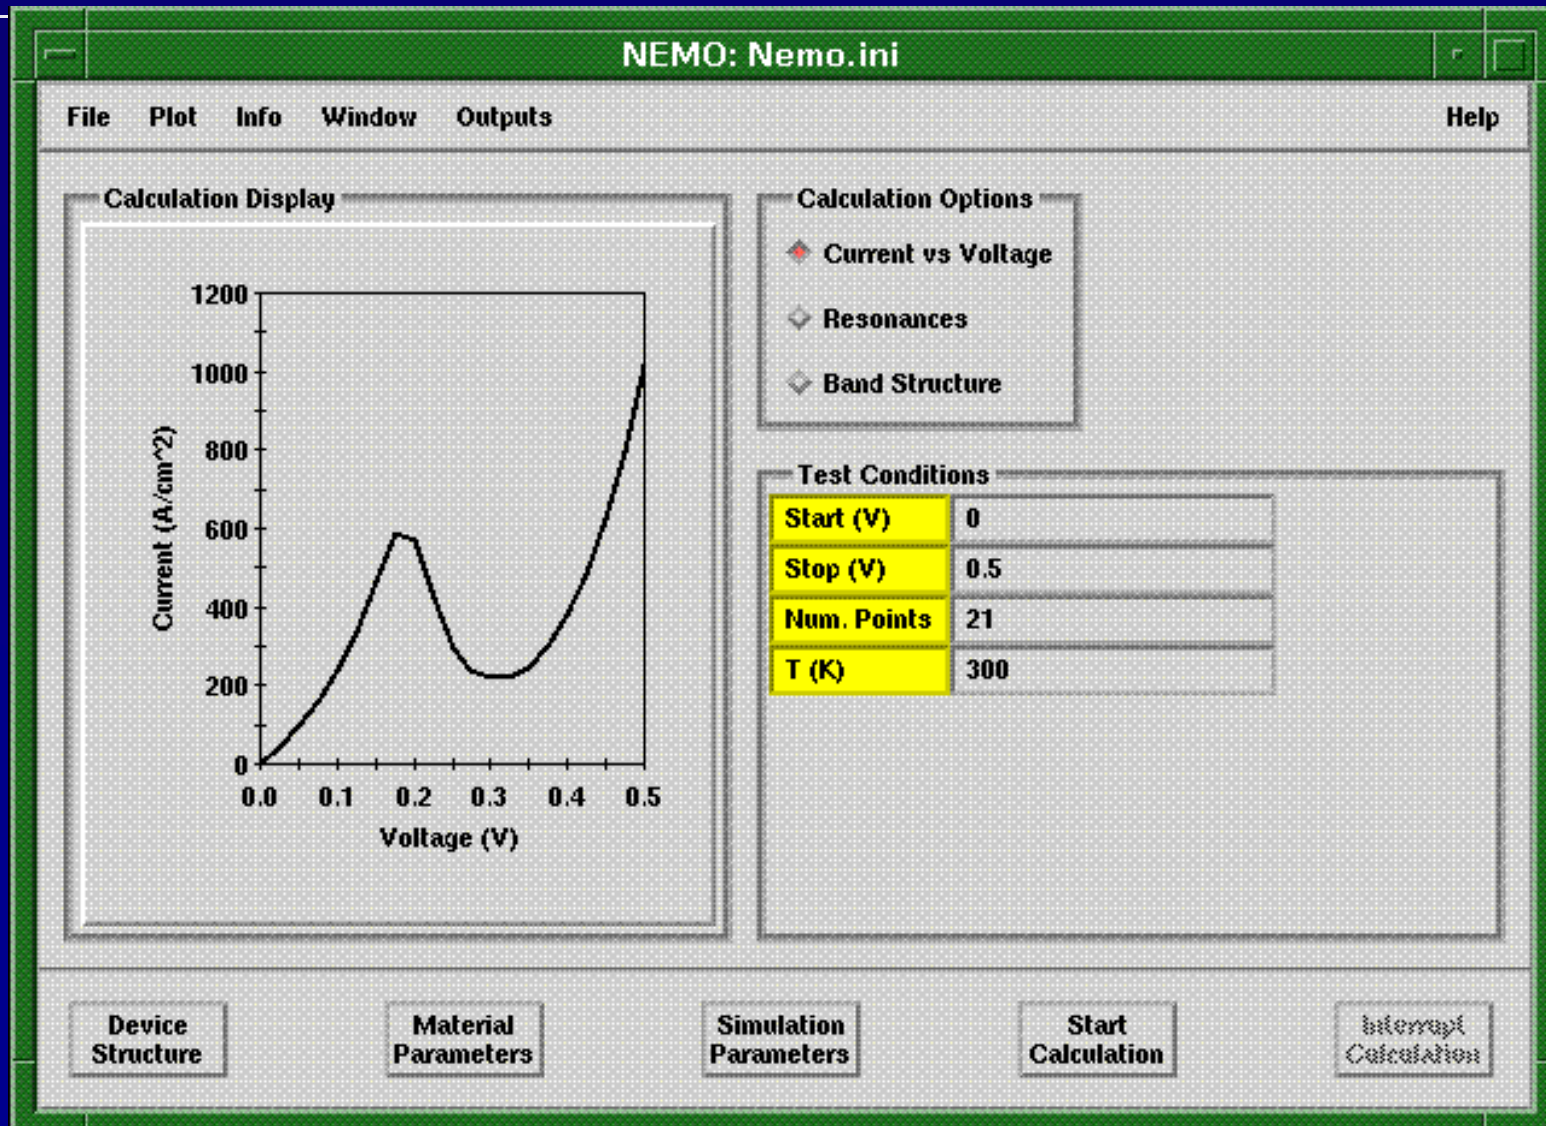 NEMO: Nemo.ini
File Plot Info Window Outputs Help
Calculation Display
1200
1000
800
600
400
200
0
Current (A/cm^2)
0.0 0.1 0.2 0.3 0.4 0.5
Voltage (V)
Calculation Options
Current vs Voltage
Resonances
Band Structure
Test Conditions
Start (V) 0
Stop (V) 0.5
Num. Points 21
T (K) 300
Device
Structure
Material
Parameters
Simulation
Parameters
Start
Calculation
Interrupt
Calculation